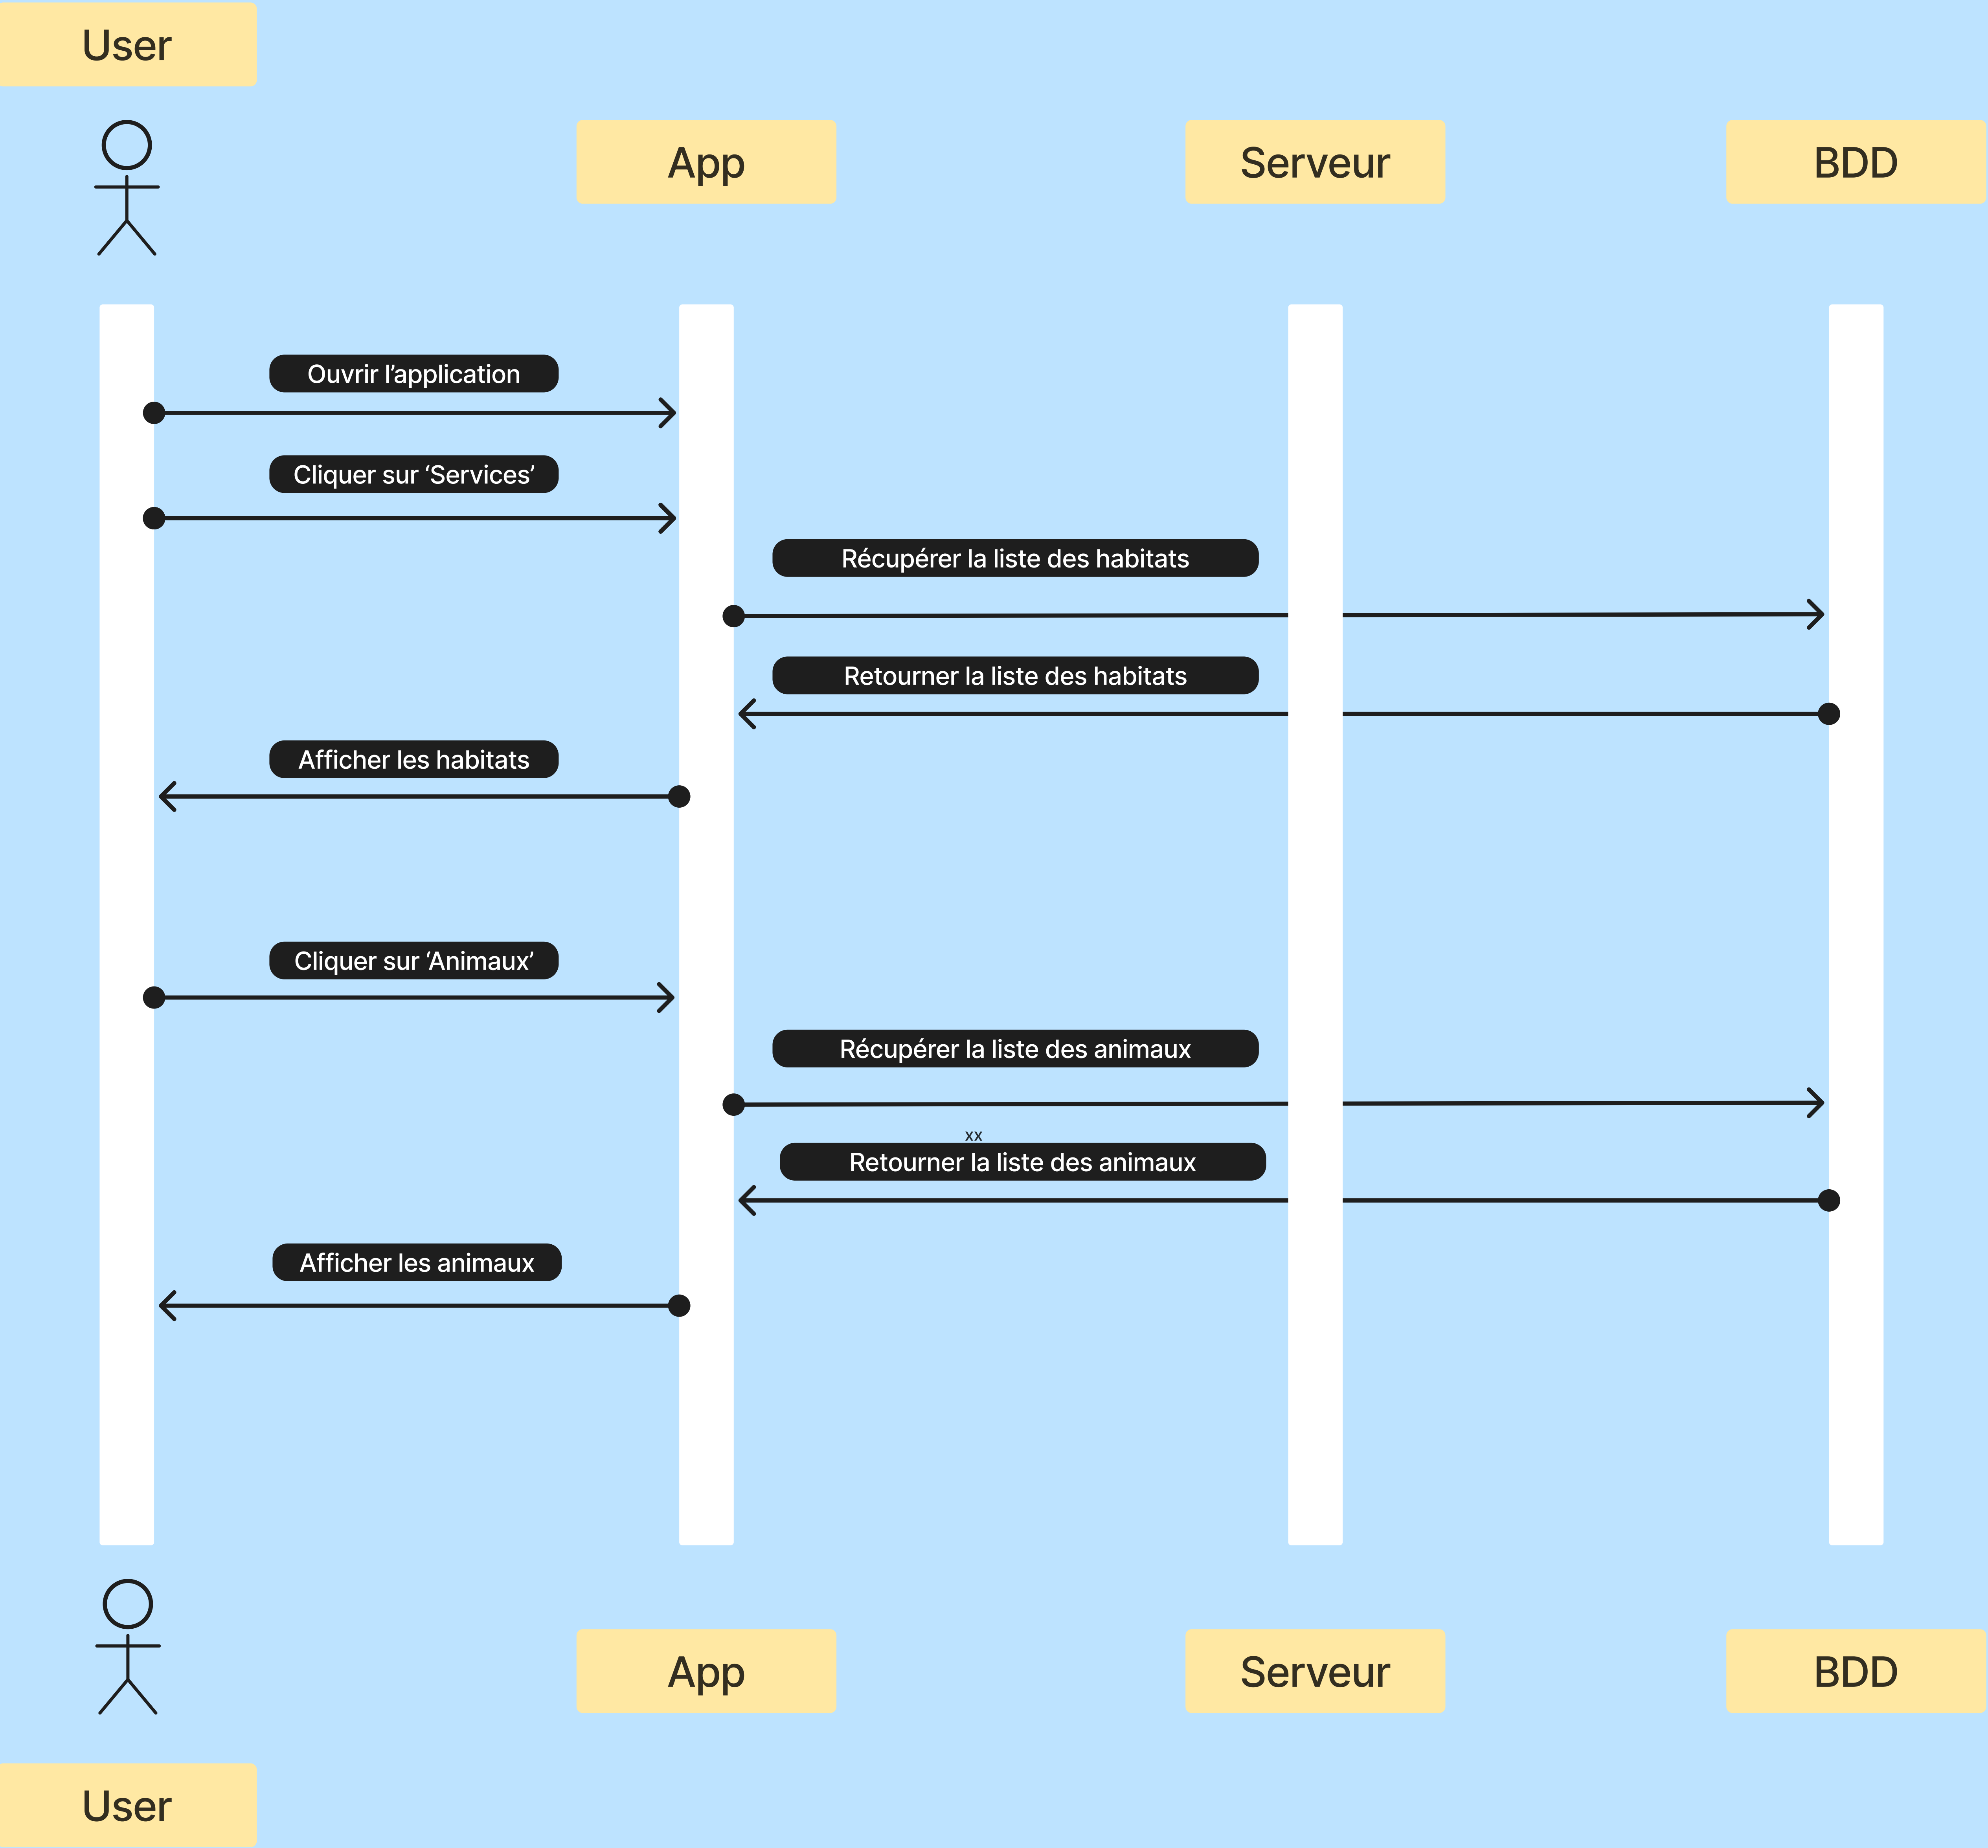 User
App
Serveur
BDD
Ouvrir l’application
Cliquer sur ‘Services’
Récupérer la liste des habitats
Retourner la liste des habitats
Afficher les habitats
Cliquer sur ‘Animaux’
Récupérer la liste des animaux
xx
Retourner la liste des animaux
Afficher les animaux
App
Serveur
BDD
User